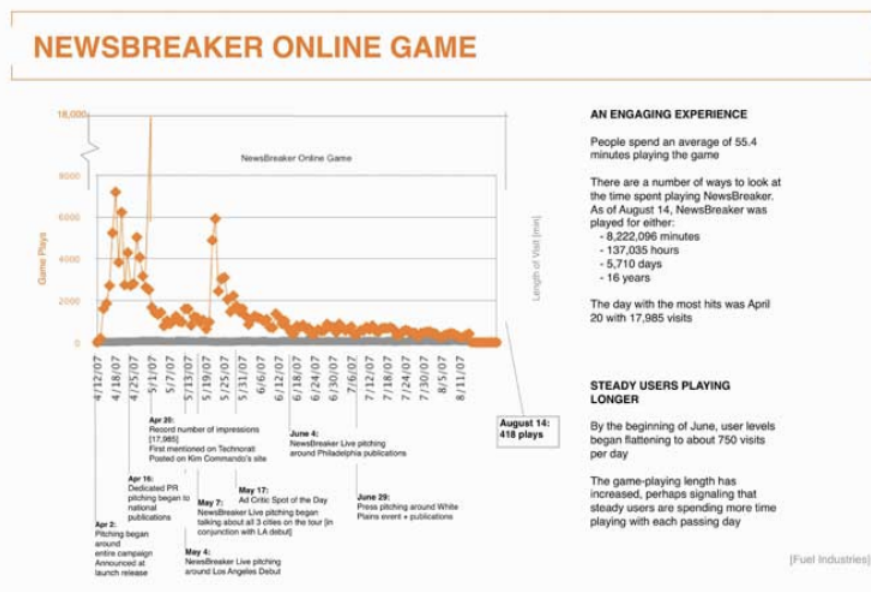 NEWSBREAKER ONLINE GAME
18,000
NewsBreaker Online Game
8000
6000
4000
2000
0
Game Plays
Length of Visit [min]
4/12/07
4/18/07
4/25/07
5/1/07
5/7/07
5/13/07
5/19/07
5/25/07
5/31/07
6/6/07
6/12/07
6/18/07
6/24/07
6/30/07
7/6/07
7/12/07
7/18/07
7/24/07
7/30/07
8/5/07
8/11/07
August 14:
418 plays
Apr 20:
Record number of impressions
[17,985]
First mentioned on Technorati
Posted on Kim Commando's site
June 4:
NewsBreaker Live pitching
around Philadelphia publications
Apr 16:
Dedicated PR
pitching began to
national
publications
May 17:
Ad Critic Spot of the Day
May 7:
NewsBreaker Live pitching began
talking about all 3 cities on the tour [in
conjunction with LA debut]
June 29:
Press pitching around White
Plains event + publications
Apr 2:
Pitching began
around
entire campaign
Announced at
launch release
May 4:
NewsBreaker Live pitching
around Los Angeles Debut
AN ENGAGING EXPERIENCE
People spend an average of 55.4
minutes playing the game
There are a number of ways to look at
the time spent playing NewsBreaker.
As of August 14, NewsBreaker was
played for either:
- 8,222,096 minutes
- 137,035 hours
- 5,710 days
- 16 years
The day with the most hits was April
20 with 17,985 visits
STEADY USERS PLAYING
LONGER
By the beginning of June, user levels
began flattening to about 750 visits
per day
The game-playing length has
increased, perhaps signaling that
steady users are spending more time
playing with each passing day
[Fuel Industries]